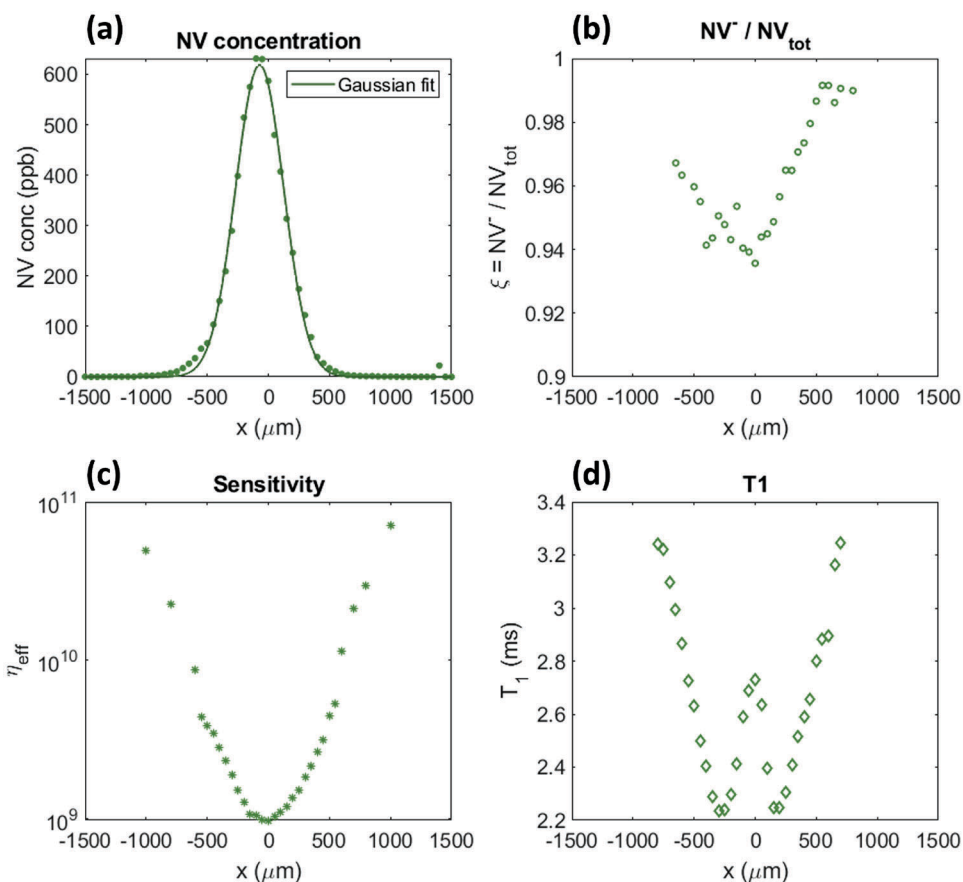 (a)
NV concentration
600
500
400
300
200
100
0
NV conc (ppb)
Gaussian fit
-1500 -1000 -500 0 500 1000 1500
x (μm)
(b)
NV⁻ / NVtot
1
0.98
0.96
0.94
0.92
0.9
ξ = NV⁻ / NVtot
-1500 -1000 -500 0 500 1000 1500
x (μm)
(c)
Sensitivity
10¹¹
10¹⁰
10⁹
ηeff
-1500 -1000 -500 0 500 1000 1500
x (μm)
(d)
T1
3.4
3.2
3
2.8
2.6
2.4
2.2
T₁ (ms)
-1500 -1000 -500 0 500 1000 1500
x (μm)